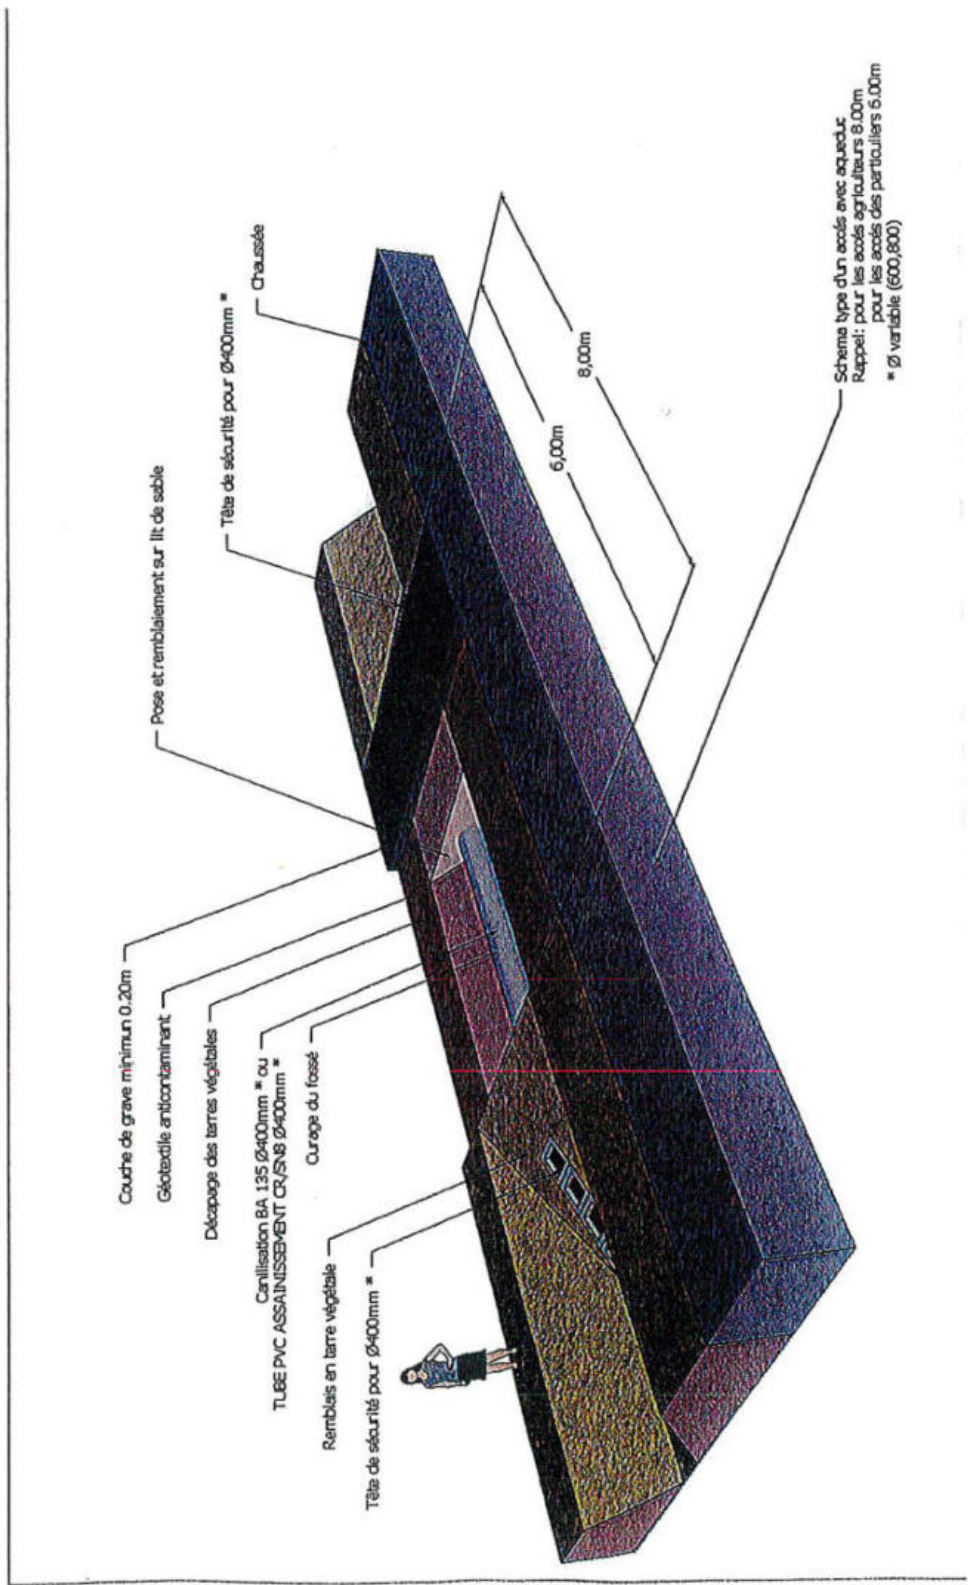 Couche de grave minimun 0.20m
Géotextile anticontaminant
Décapage des terres végétales
Canilisation BA 135 Ø400mm * ou
TUBE PVC ASSAINISSEMENT CR/SN8 Ø400mm *
Curage du fossé
Remblais en terre végétale
Tête de sécurité pour Ø400mm *
Pose et remblaiement sur lit de sable
Tête de sécurité pour Ø400mm *
Chaussée
6,00m
8,00m
Schema type d'un accés avec aqueduc
Rappel: pour les accés agriculteurs 8.00m
pour les accés des particuliers 6.00m
* Ø variable (600,800)